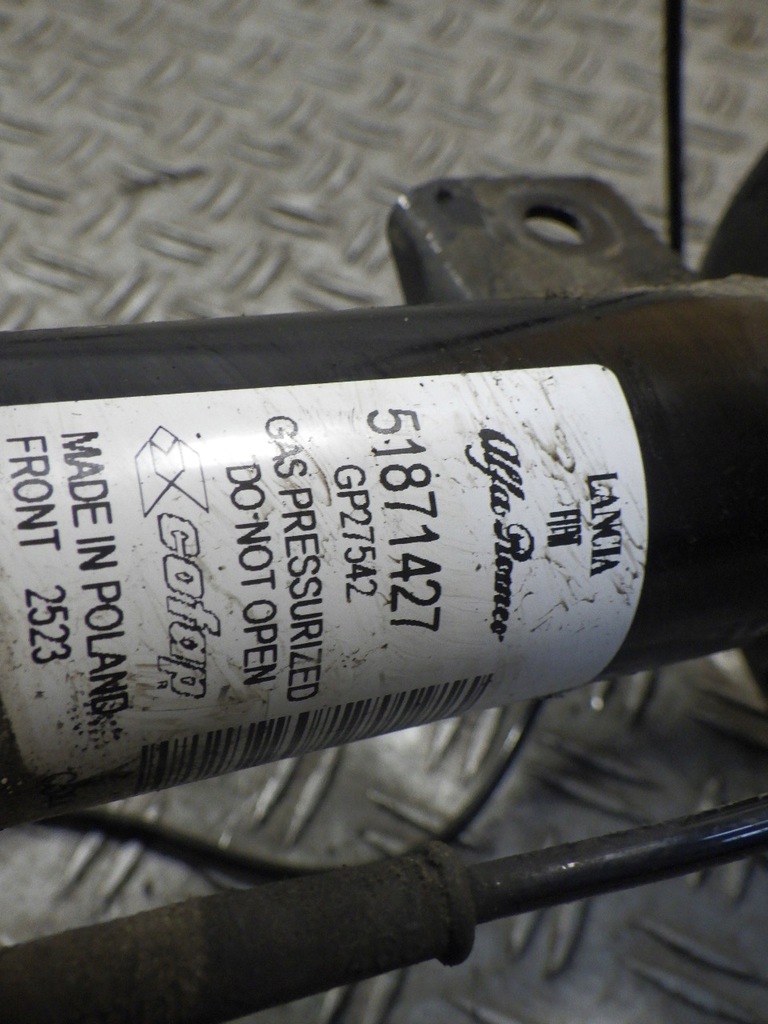 LANCIA
FIAT
Alfa Romeo
51871427
GP27542
GAS PRESSURIZED
DO NOT OPEN
cofap
MADE IN POLAND
FRONT 2523